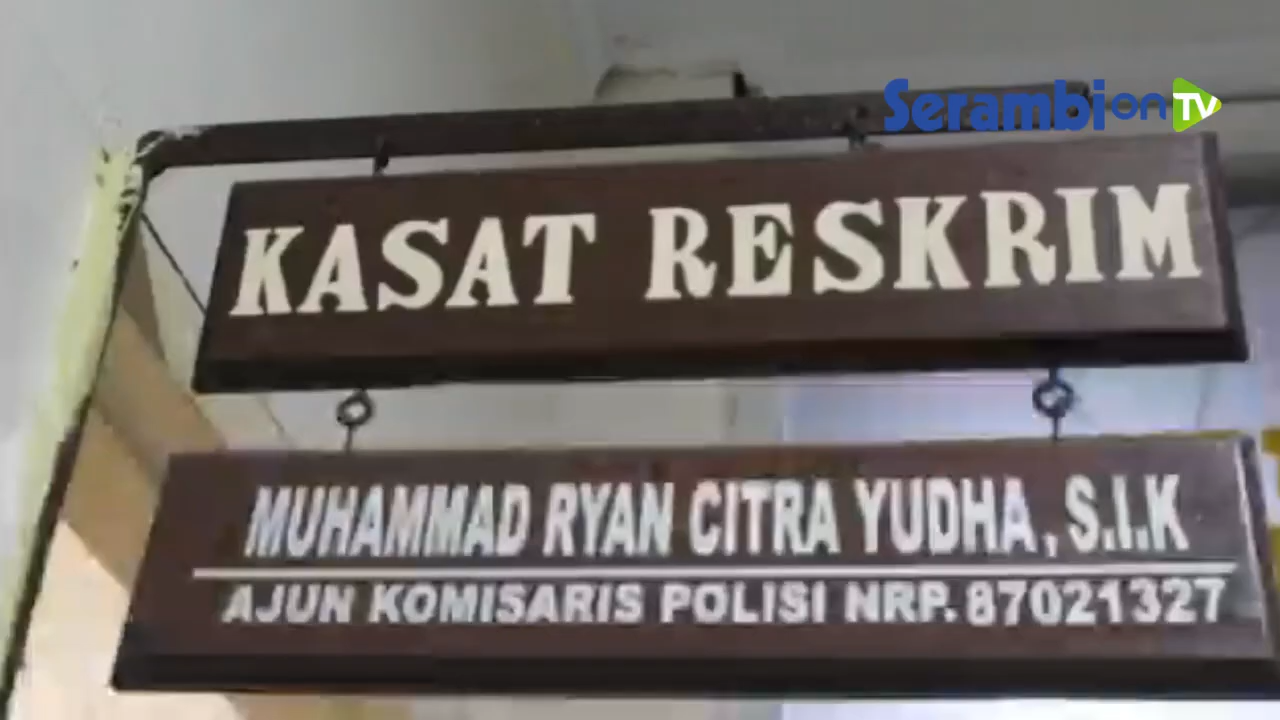 Serambi on TV
KASAT RESKRIM
MUHAMMAD RYAN CITRA YUDHA, S.I.K
AJUN KOMISARIS POLISI NRP. 87021327